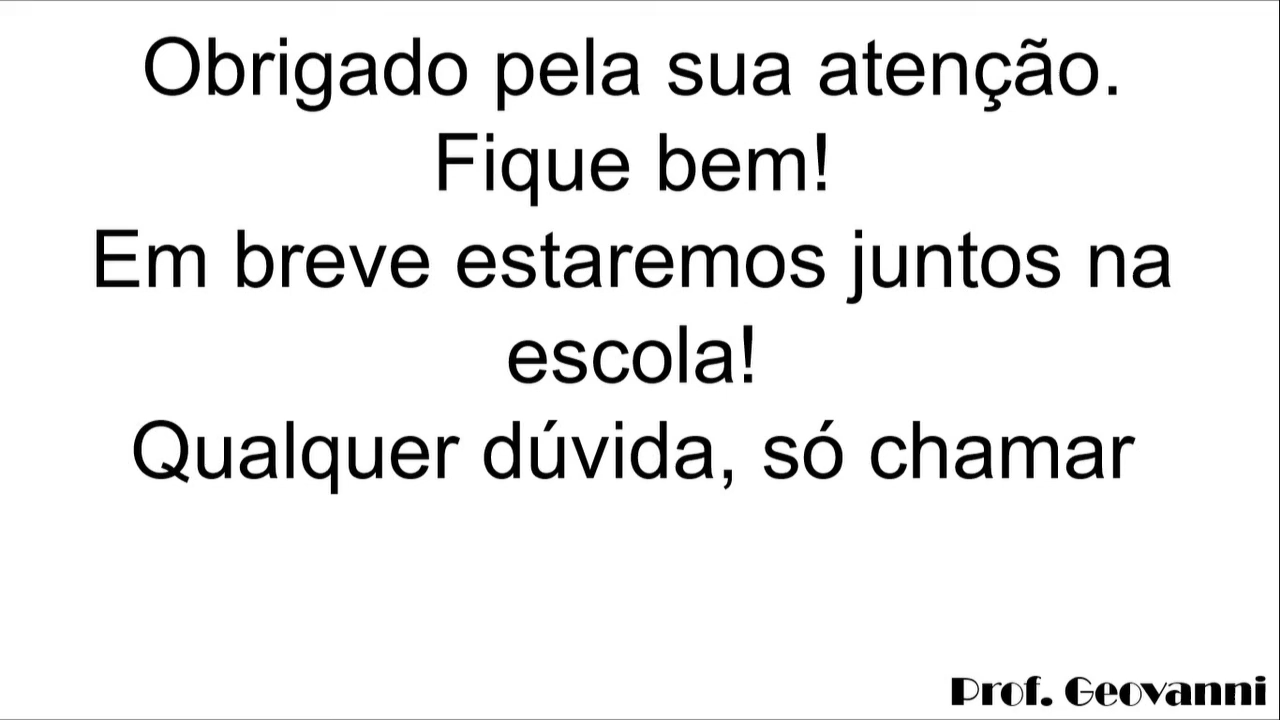 Obrigado pela sua atenção.
Fique bem!
Em breve estaremos juntos na
escola!
Qualquer dúvida, só chamar
Prof. Geovanni